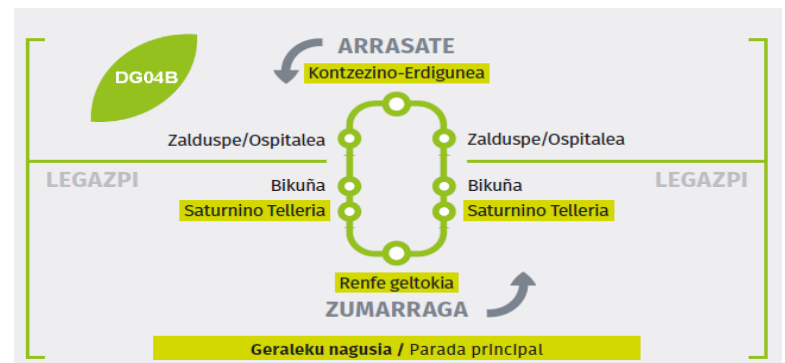 DG04B
ARRASATE
Kontzezino-Erdigunea
Zalduspe/Ospitalea
Zalduspe/Ospitalea
LEGAZPI
LEGAZPI
Bikuña
Bikuña
Saturnino Telleria
Saturnino Telleria
Renfe geltokia
ZUMARRAGA
Geraleku nagusia / Parada principal